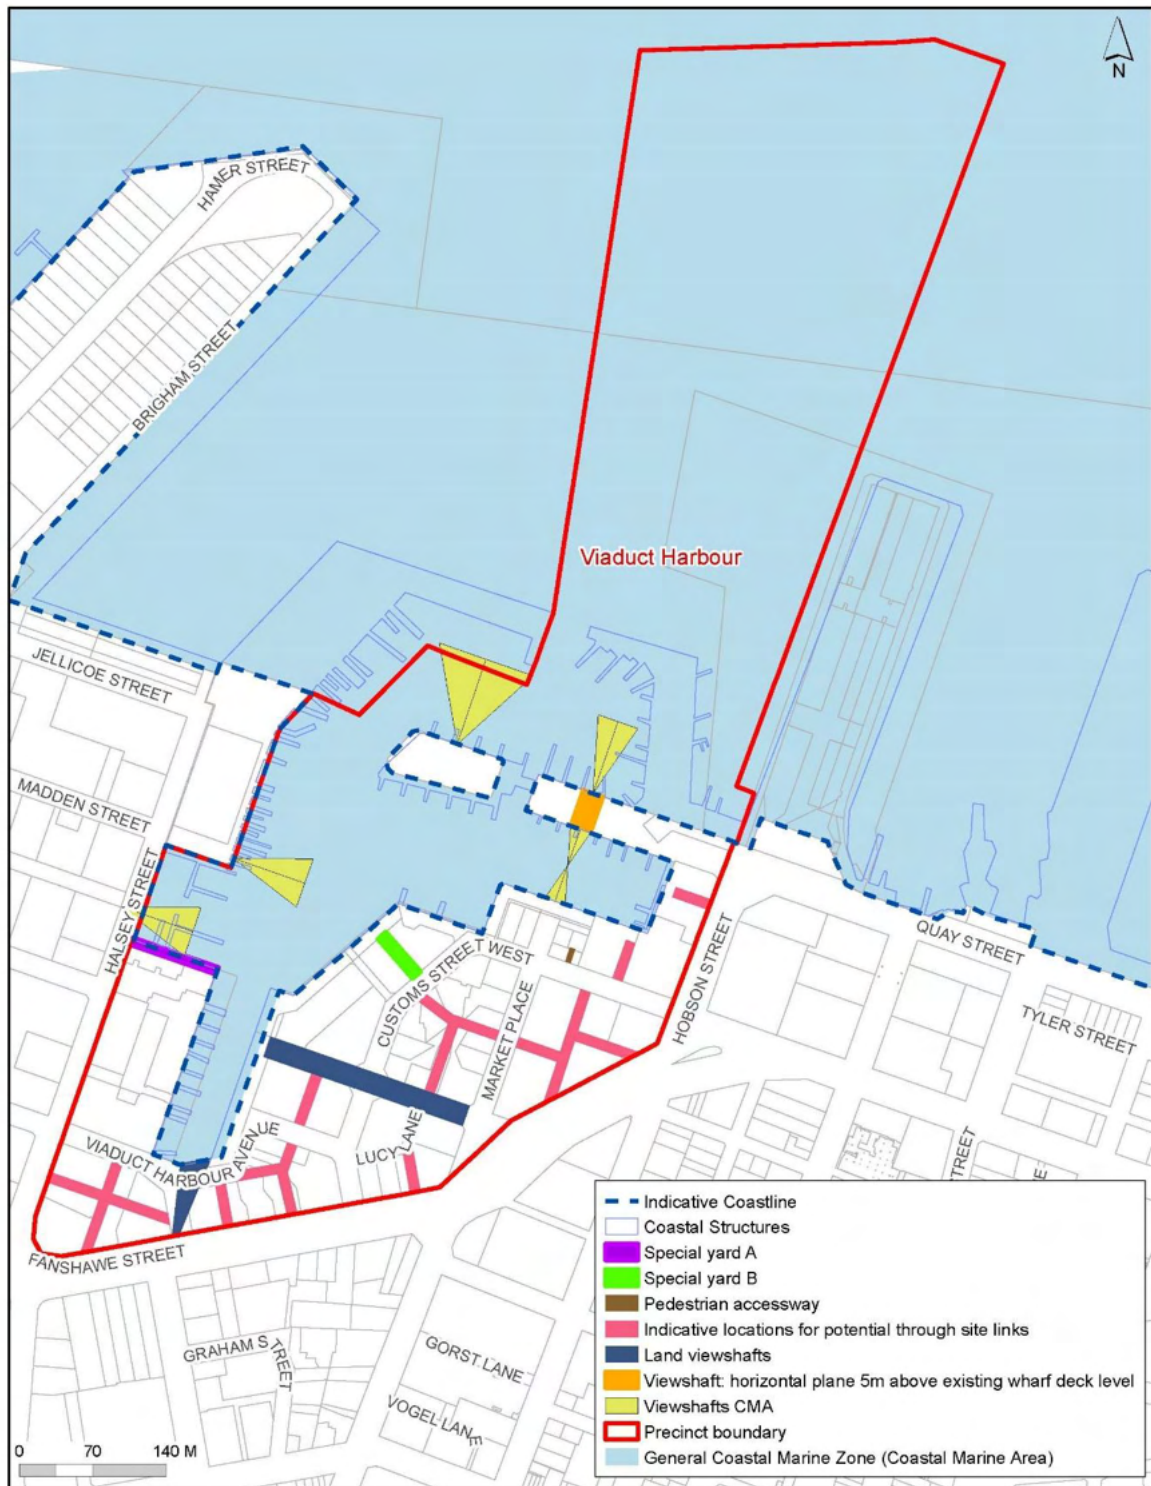 N
HAMER STREET
BRIGHAM STREET
Viaduct Harbour
JELLICOE STREET
MADDEN STREET
HALSEY STREET
CUSTOMS STREET WEST
MARKET PLACE
HOBSON STREET
QUAY STREET
TYLER STREET
LUCY LANE
VIADUCT HARBOUR AVENUE
FANSHAWE STREET
GRAHAM STREET
GORST LANE
VOGEL LANE
STREET
NE
0 70 140 M
Indicative Coastline
Coastal Structures
Special yard A
Special yard B
Pedestrian accessway
Indicative locations for potential through site links
Land viewshafts
Viewshaft: horizontal plane 5m above existing wharf deck level
Viewshafts CMA
Precinct boundary
General Coastal Marine Zone (Coastal Marine Area)